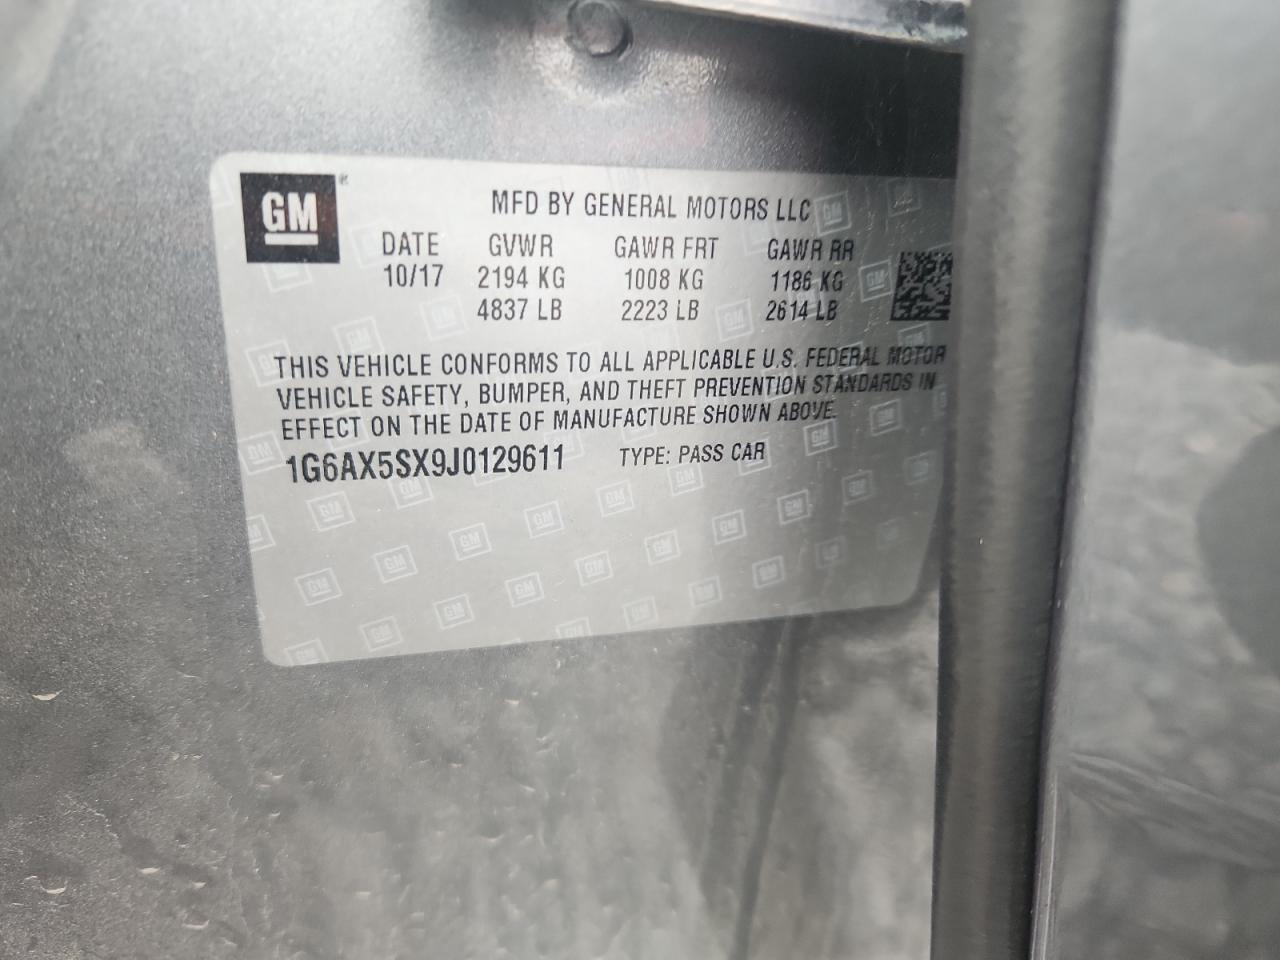 GM
MFD BY GENERAL MOTORS LLC
DATE GVWR GAWR FRT GAWR RR
10/17 2194 KG 1008 KG 1186 KG
4837 LB 2223 LB 2614 LB
THIS VEHICLE CONFORMS TO ALL APPLICABLE U.S. FEDERAL MOTOR
VEHICLE SAFETY, BUMPER, AND THEFT PREVENTION STANDARDS IN
EFFECT ON THE DATE OF MANUFACTURE SHOWN ABOVE.
1G6AX5SX9J0129611 TYPE: PASS CAR